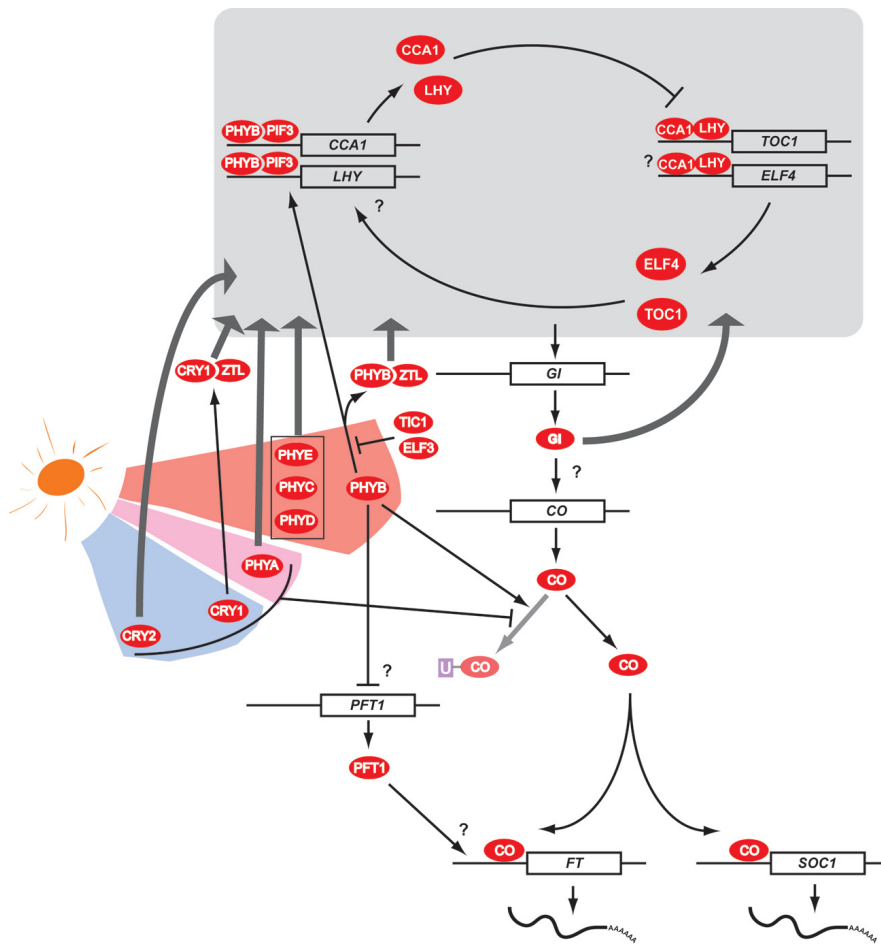 CCA1
LHY
PHYB PIF3
CCA1
PHYB PIF3
LHY
?
CCA1 LHY
TOC1
? CCA1 LHY
ELF4
ELF4
TOC1
CRY1 ZTL
PHYB ZTL
GI
TIC1
ELF3
GI
PHYE
PHYC
PHYD
PHYB
?
CO
PHYA
CO
CRY1
CRY2
U CO
CO
?
PFT1
PFT1
?
CO
FT
CO
SOC1
AAAAAA
AAAAAA